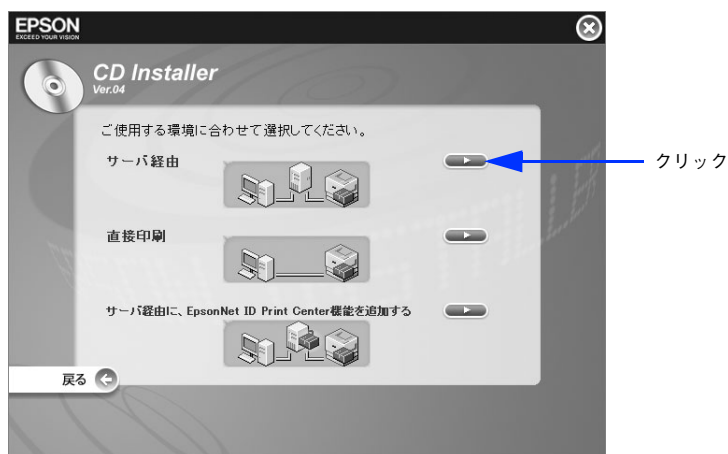 EPSON
EXCEED YOUR VISION
CD Installer
Ver.04
ご使用する環境に合わせて選択してください。
サーバ経由
クリック
直接印刷
サーバ経由に、EpsonNet ID Print Center機能を追加する
戻る